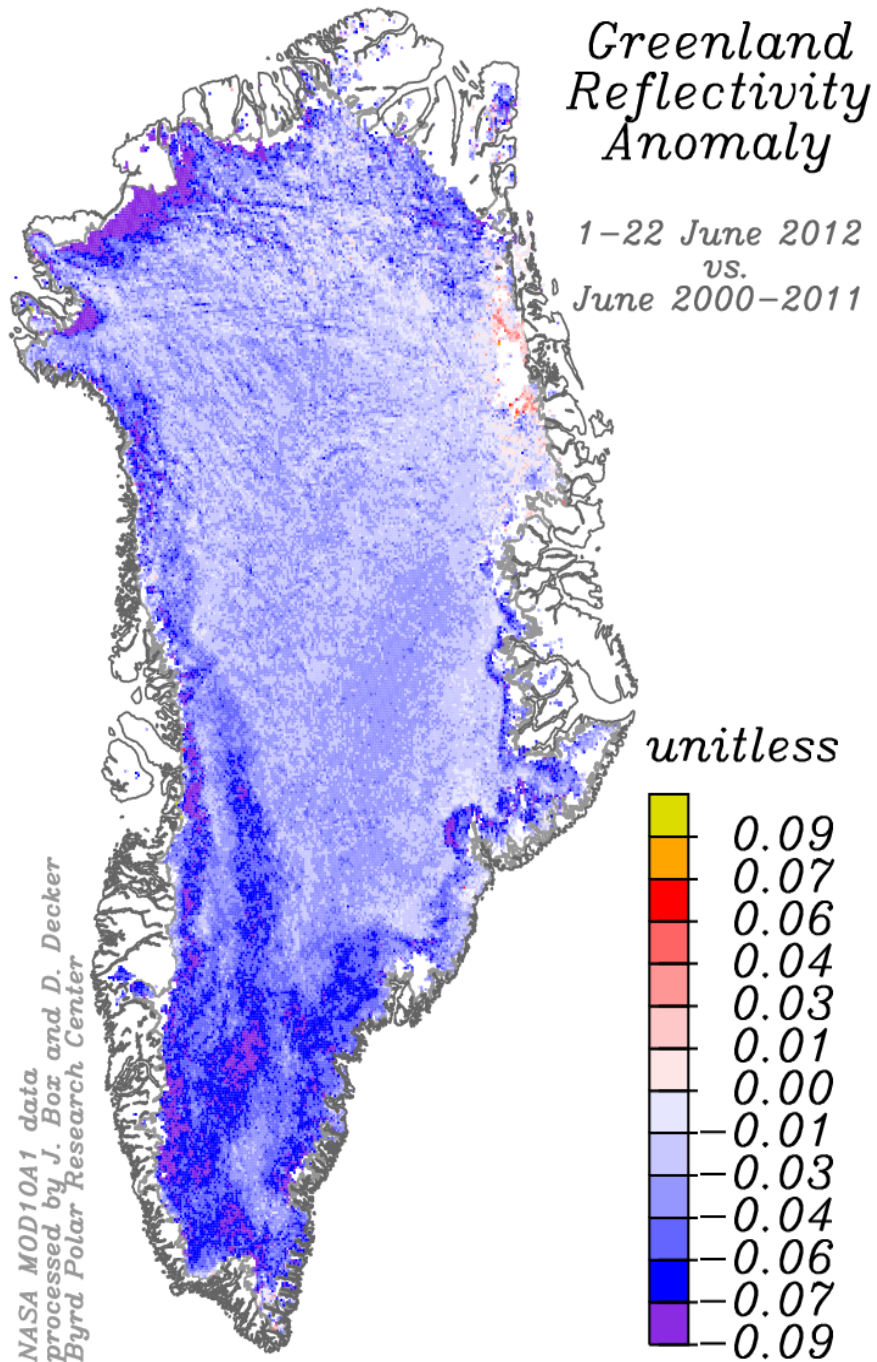 Greenland
Reflectivity
Anomaly
1-22 June 2012
vs.
June 2000-2011
unitless
0.09
0.07
0.06
0.04
0.03
0.01
0.00
-0.01
-0.03
-0.04
-0.06
-0.07
-0.09
NASA MOD10A1 data
processed by J. Box and D. Decker
Byrd Polar Research Center